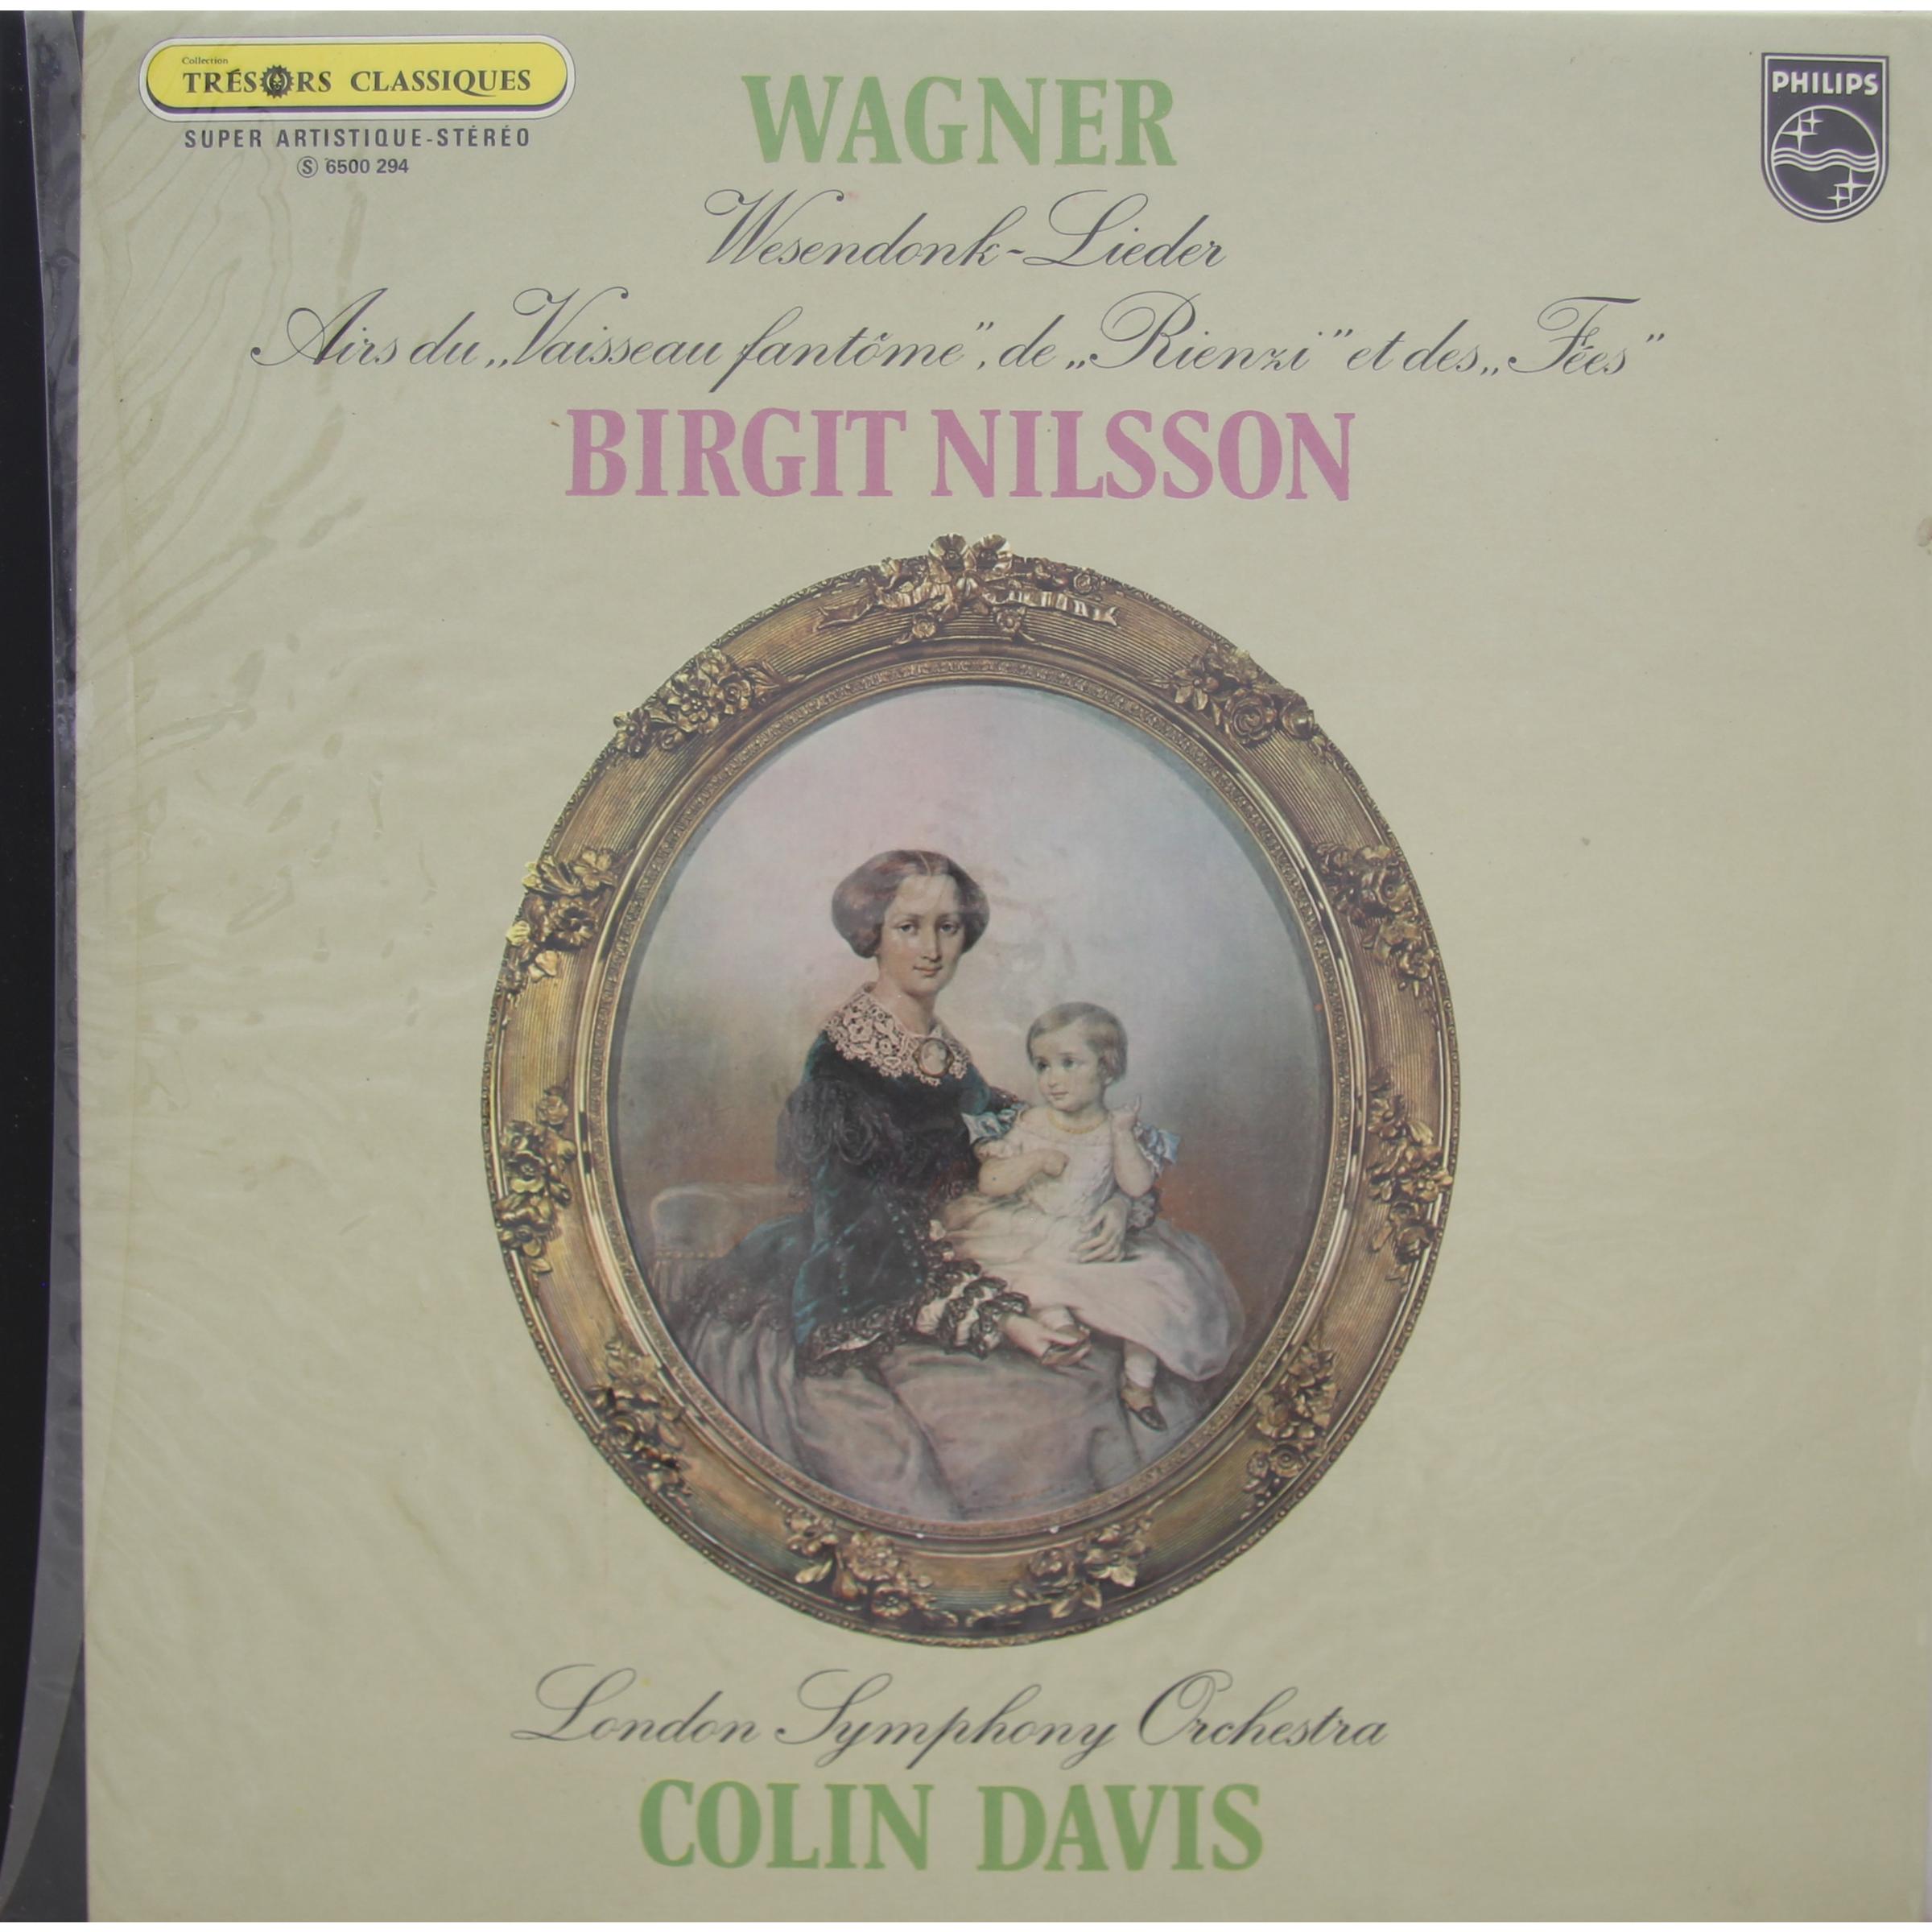 Collection
TRÉSORS CLASSIQUES
SUPER ARTISTIQUE-STÉRÉO
Ⓢ 6500 294
PHILIPS
WAGNER
Wesendonk-Lieder
Airs du „Vaisseau fantôme”, de „Rienzi” et des „Fées”
BIRGIT NILSSON
London Symphony Orchestra
COLIN DAVIS